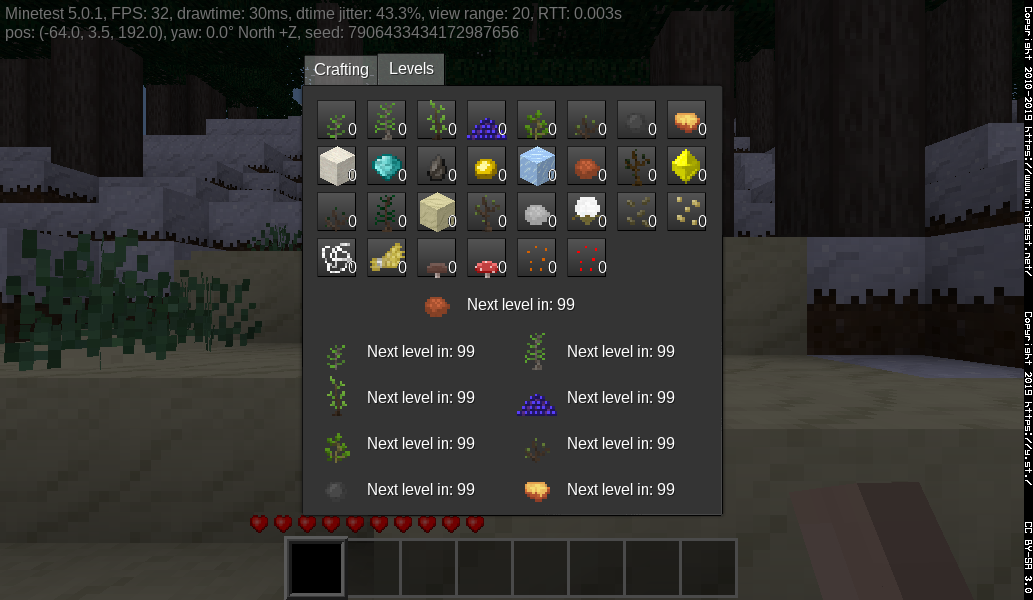 Minetest 5.0.1, FPS: 32, drawtime: 30ms, dtime jitter: 43.3%, view range: 20, RTT: 0.003s
pos: (-64.0, 3.5, 192.0), yaw: 0.0° North +Z, seed: 7906433434172987656
Crafting Levels
0 0 0 0 0 0 0 0
0 0 0 0 0 0 0 0
0 0 0 0 0 0 0 0
0 0 0 0 0 0
Next level in: 99
Next level in: 99 Next level in: 99
Next level in: 99 Next level in: 99
Next level in: 99 Next level in: 99
Next level in: 99 Next level in: 99
Copyright 2010-2019 https://www.minetest.net/
Copyright 2019 https://y.st./
CC BY-SA 3.0